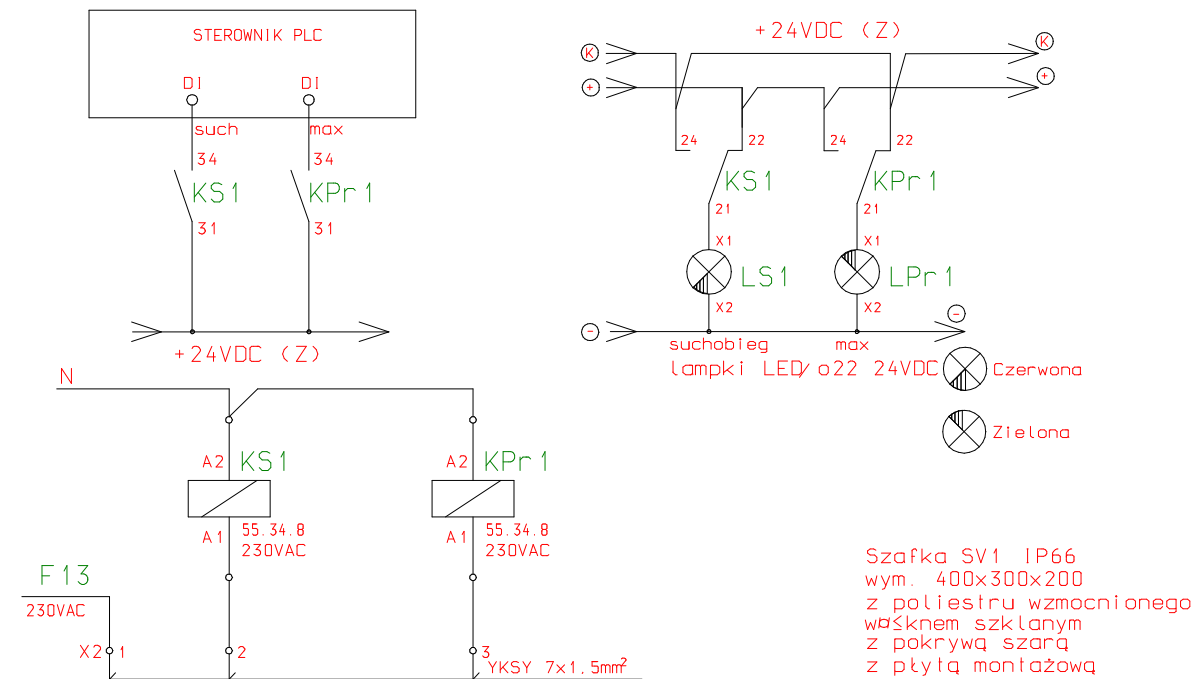 STEROWNIK PLC
DI DI
such max
34 34
KS1 KPr1
31 31
+24VDC (Z)
+24VDC (Z)
K K
+ +
24 22 24 22
KS1 KPr1
21 21
X1 X1
LS1 LPr1
X2 X2
- -
suchobieg max
lampki LED/o22 24VDC
Czerwona
Zielona
N
A2 KS1 A2 KPr1
A1 55.34.8 A1 55.34.8
230VAC 230VAC
F13
230VAC
X2 1 2 3
YKSY 7x1.5mm²
Szafka SV1 IP66
wym. 400x300x200
z poliestru wzmocnionego
w¤≤knem szklanym
z pokrywą szarą
z płytą montażową